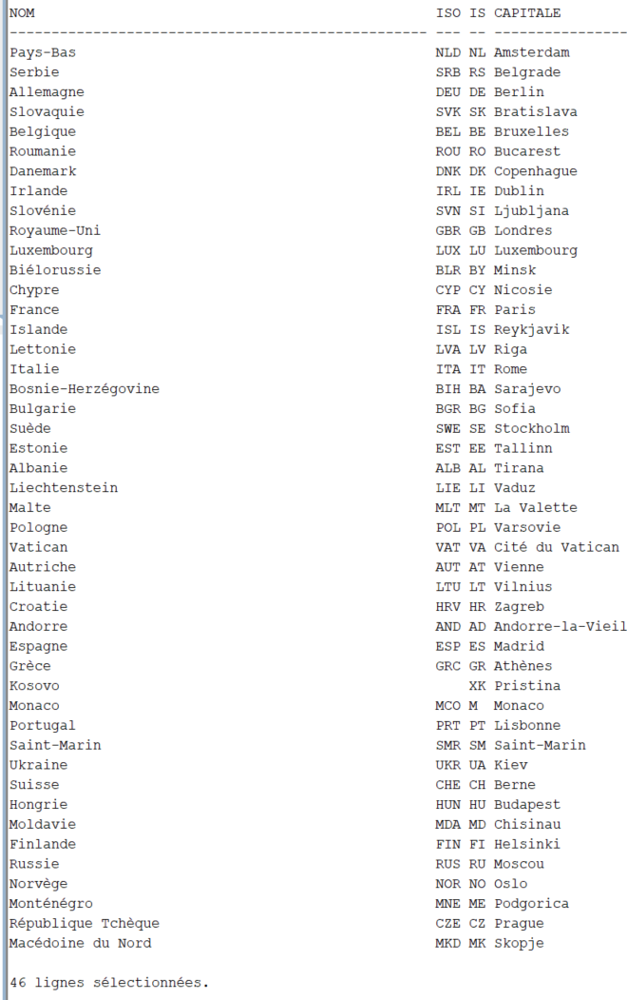 NOM ISO IS CAPITALE
-------------------------------------------------- --- -- ----------------
Pays-Bas NLD NL Amsterdam
Serbie SRB RS Belgrade
Allemagne DEU DE Berlin
Slovaquie SVK SK Bratislava
Belgique BEL BE Bruxelles
Roumanie ROU RO Bucarest
Danemark DNK DK Copenhague
Irlande IRL IE Dublin
Slovénie SVN SI Ljubljana
Royaume-Uni GBR GB Londres
Luxembourg LUX LU Luxembourg
Biélorussie BLR BY Minsk
Chypre CYP CY Nicosie
France FRA FR Paris
Islande ISL IS Reykjavik
Lettonie LVA LV Riga
Italie ITA IT Rome
Bosnie-Herzégovine BIH BA Sarajevo
Bulgarie BGR BG Sofia
Suède SWE SE Stockholm
Estonie EST EE Tallinn
Albanie ALB AL Tirana
Liechtenstein LIE LI Vaduz
Malte MLT MT La Valette
Pologne POL PL Varsovie
Vatican VAT VA Cité du Vatican
Autriche AUT AT Vienne
Lituanie LTU LT Vilnius
Croatie HRV HR Zagreb
Andorre AND AD Andorre-la-Vieil
Espagne ESP ES Madrid
Grèce GRC GR Athènes
Kosovo XK Pristina
Monaco MCO M Monaco
Portugal PRT PT Lisbonne
Saint-Marin SMR SM Saint-Marin
Ukraine UKR UA Kiev
Suisse CHE CH Berne
Hongrie HUN HU Budapest
Moldavie MDA MD Chisinau
Finlande FIN FI Helsinki
Russie RUS RU Moscou
Norvège NOR NO Oslo
Monténégro MNE ME Podgorica
République Tchèque CZE CZ Prague
Macédoine du Nord MKD MK Skopje
46 lignes sélectionnées.